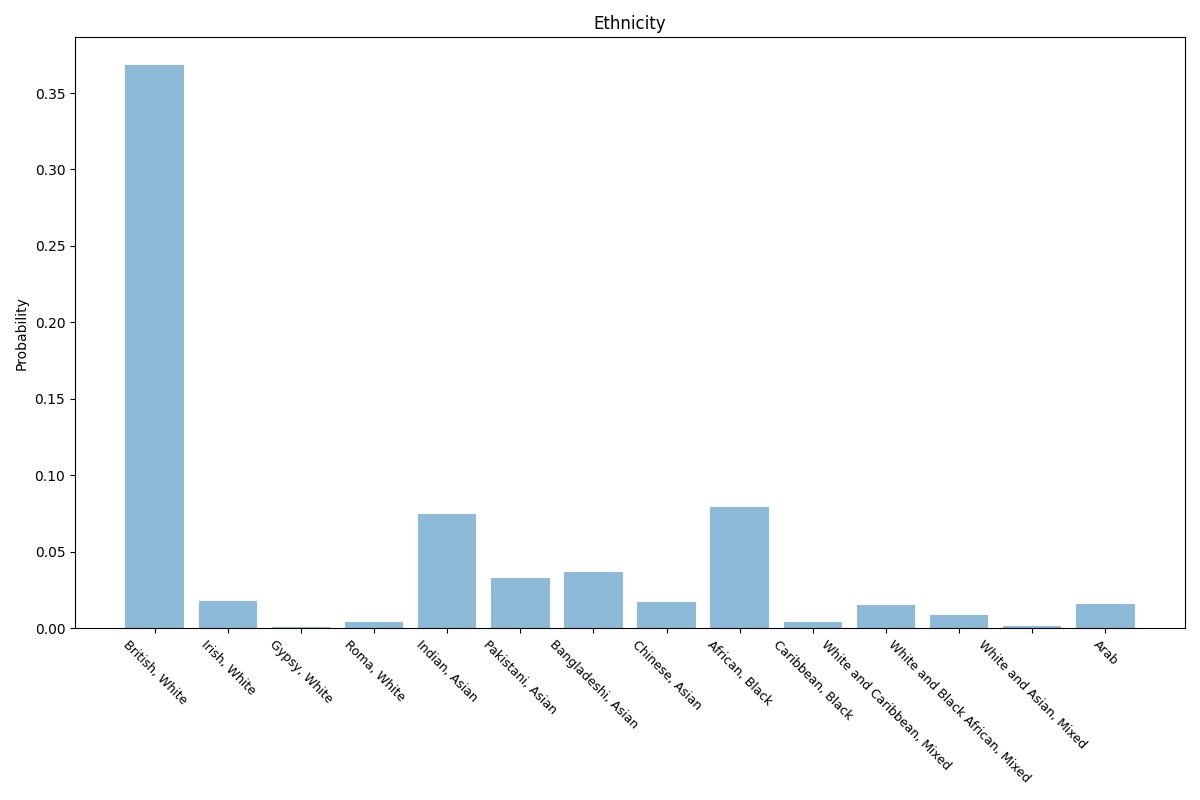 Ethnicity
Probability
0.35
0.30
0.25
0.20
0.15
0.10
0.05
0.00
British, White
Irish, White
Gypsy, White
Roma, White
Indian, Asian
Pakistani, Asian
Bangladeshi, Asian
Chinese, Asian
African, Black
Caribbean, Black
White and Caribbean, Mixed
White and Black African, Mixed
White and Asian, Mixed
Arab